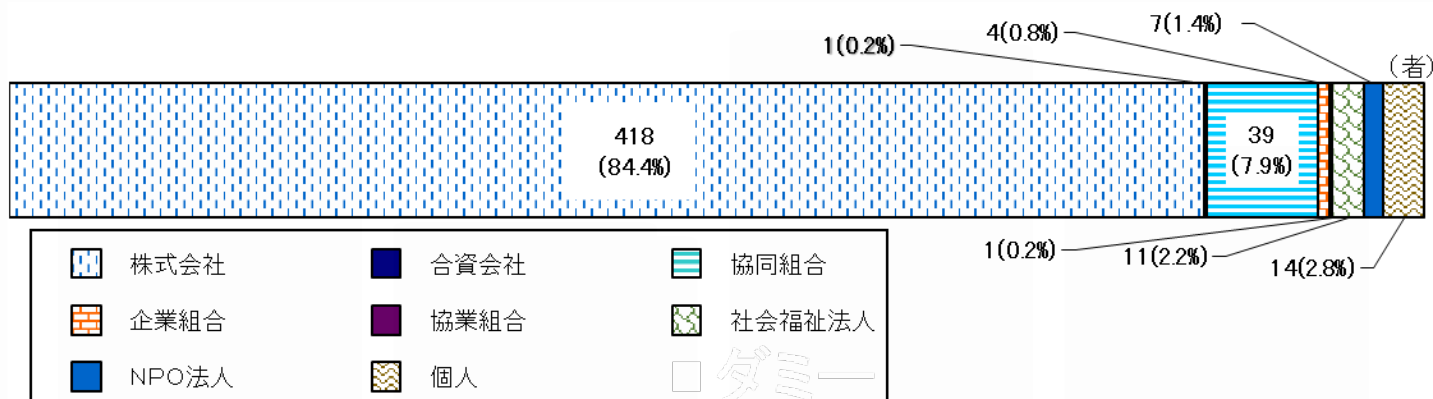 7(1.4%)
4(0.8%)
1(0.2%)
(者)
418
(84.4%)
39
(7.9%)
1(0.2%)
11(2.2%)
14(2.8%)
株式会社
合資会社
協同組合
企業組合
協業組合
社会福祉法人
NPO法人
個人
ダミー